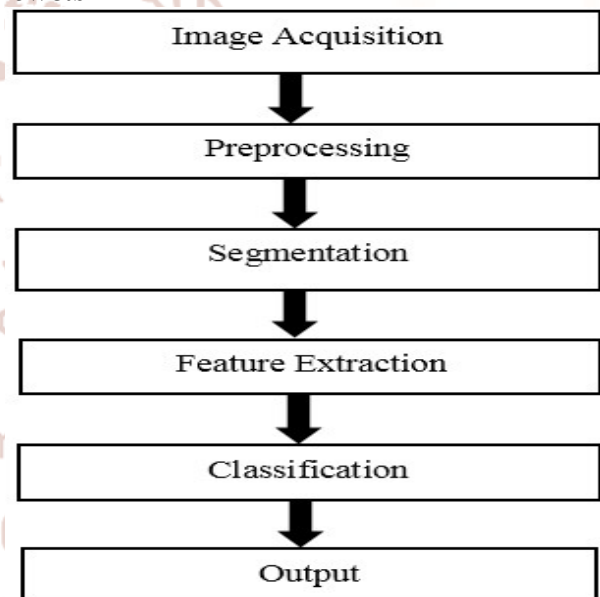 Image Acquisition
Preprocessing
Segmentation
Feature Extraction
Classification
Output